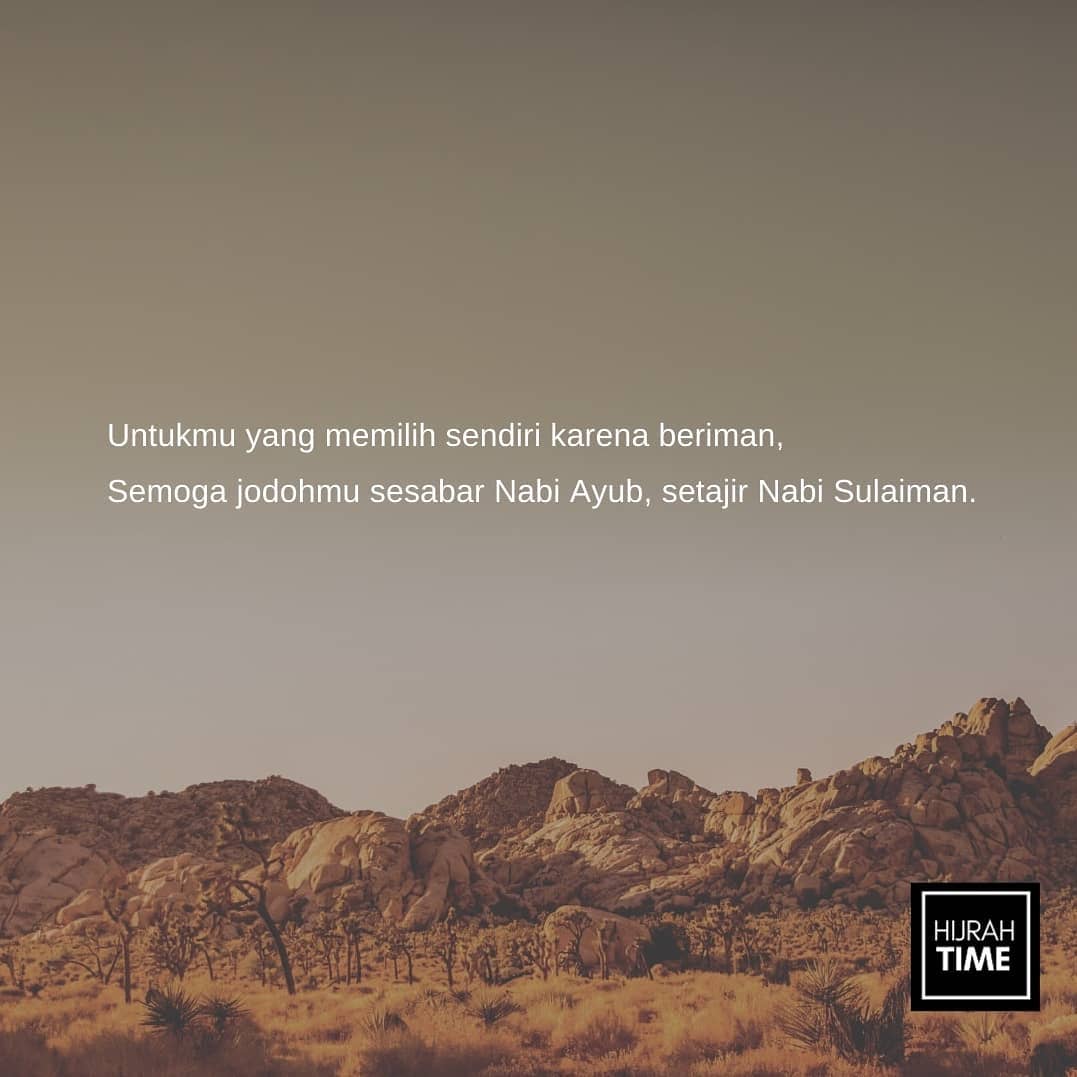 Untukmu yang memilih sendiri karena beriman,
Semoga jodohmu sesabar Nabi Ayub, setajir Nabi Sulaiman.
HIJRAH
TIME